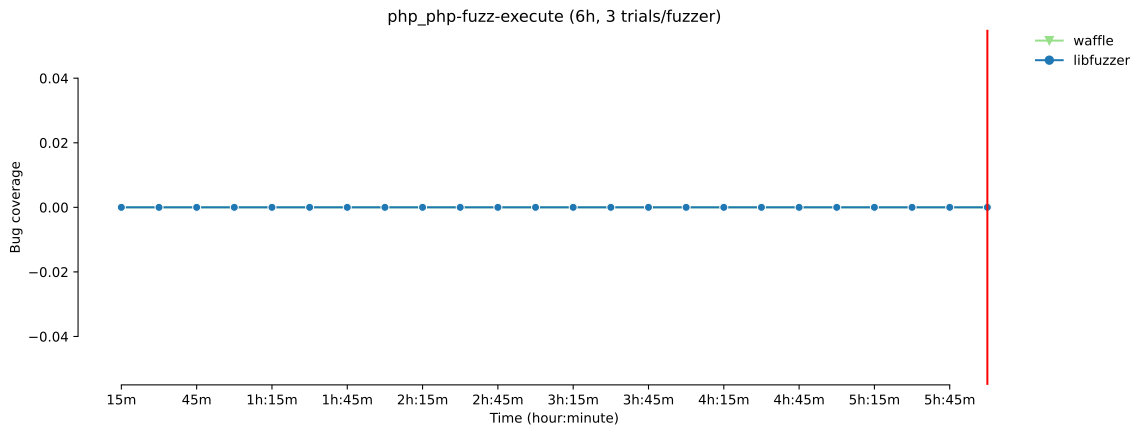 php_php-fuzz-execute (6h, 3 trials/fuzzer)
waffle
libfuzzer
0.04
0.02
0.00
−0.02
−0.04
Bug coverage
15m 45m 1h:15m 1h:45m 2h:15m 2h:45m 3h:15m 3h:45m 4h:15m 4h:45m 5h:15m 5h:45m
Time (hour:minute)